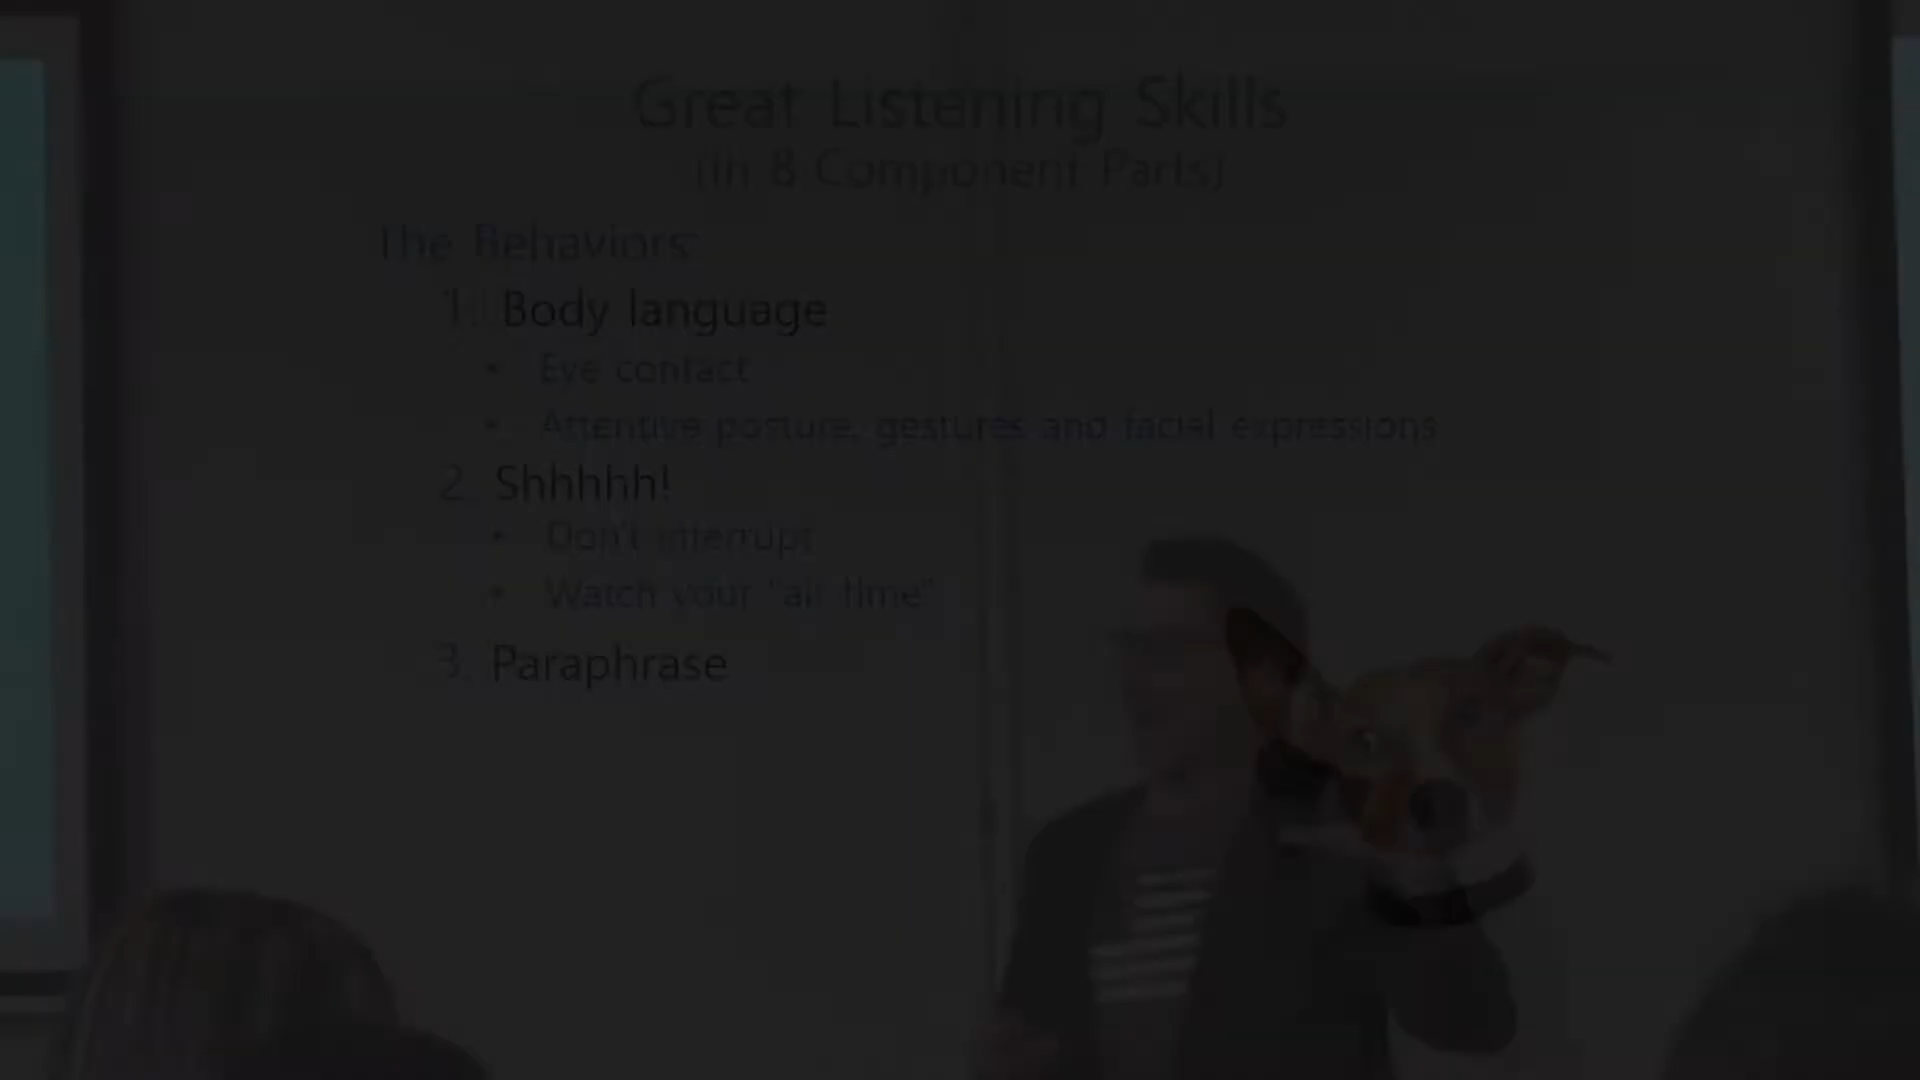 Great Listening Skills
(In 8 Component Parts)
The Behaviors:
1. Body language
• Eye contact
• Attentive posture, gestures and facial expressions
2. Shhhhh!
• Don't interrupt
• Watch your "air time"
3. Paraphrase